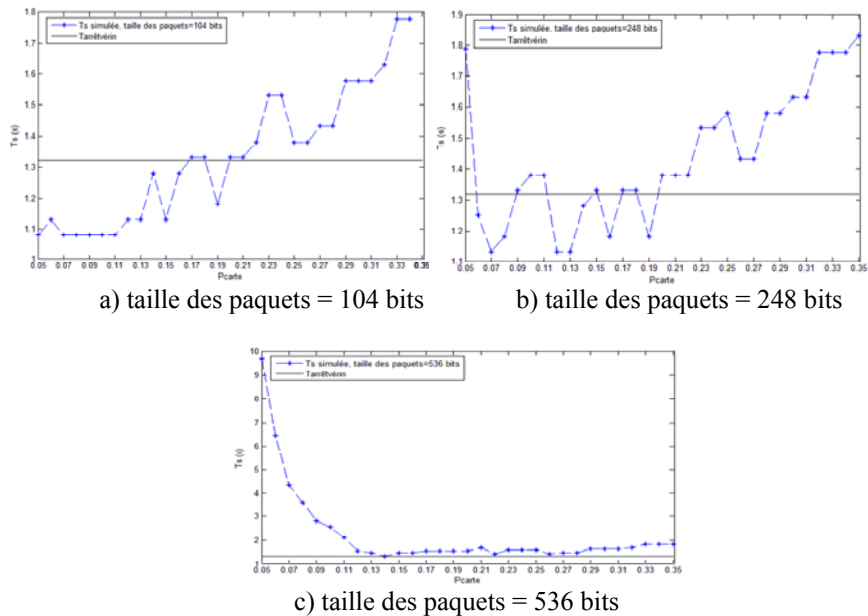 1.8
1.7
1.6
1.5
1.4
1.3
1.2
1.1
1
Ts (s)
Ts simulée, taille des paquets=104 bits
Tarrêtvérin
0.05 0.07 0.09 0.11 0.13 0.15 0.17 0.19 0.21 0.23 0.25 0.27 0.29 0.31 0.33 0.35
Pcarte
a) taille des paquets = 104 bits
1.9
1.8
1.7
1.6
1.5
1.4
1.3
1.2
1.1
Ts (s)
Ts simulée, taille des paquets=248 bits
Tarrêtvérin
0.05 0.07 0.09 0.11 0.13 0.15 0.17 0.19 0.21 0.23 0.25 0.27 0.29 0.31 0.33 0.35
Pcarte
b) taille des paquets = 248 bits
10
9
8
7
6
5
4
3
2
1
Ts (s)
Ts simulée, taille des paquets=536 bits
Tarrêtvérin
0.05 0.07 0.09 0.11 0.13 0.15 0.17 0.19 0.21 0.23 0.25 0.27 0.29 0.31 0.33 0.35
Pcarte
c) taille des paquets = 536 bits